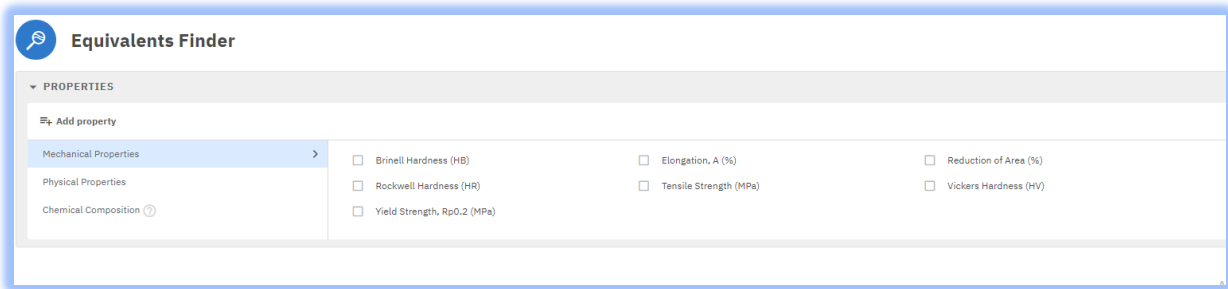 Equivalents Finder
PROPERTIES
Add property
Mechanical Properties
Physical Properties
Chemical Composition ?
Brinell Hardness (HB) Elongation, A (%) Reduction of Area (%)
Rockwell Hardness (HR) Tensile Strength (MPa) Vickers Hardness (HV)
Yield Strength, Rp0.2 (MPa)